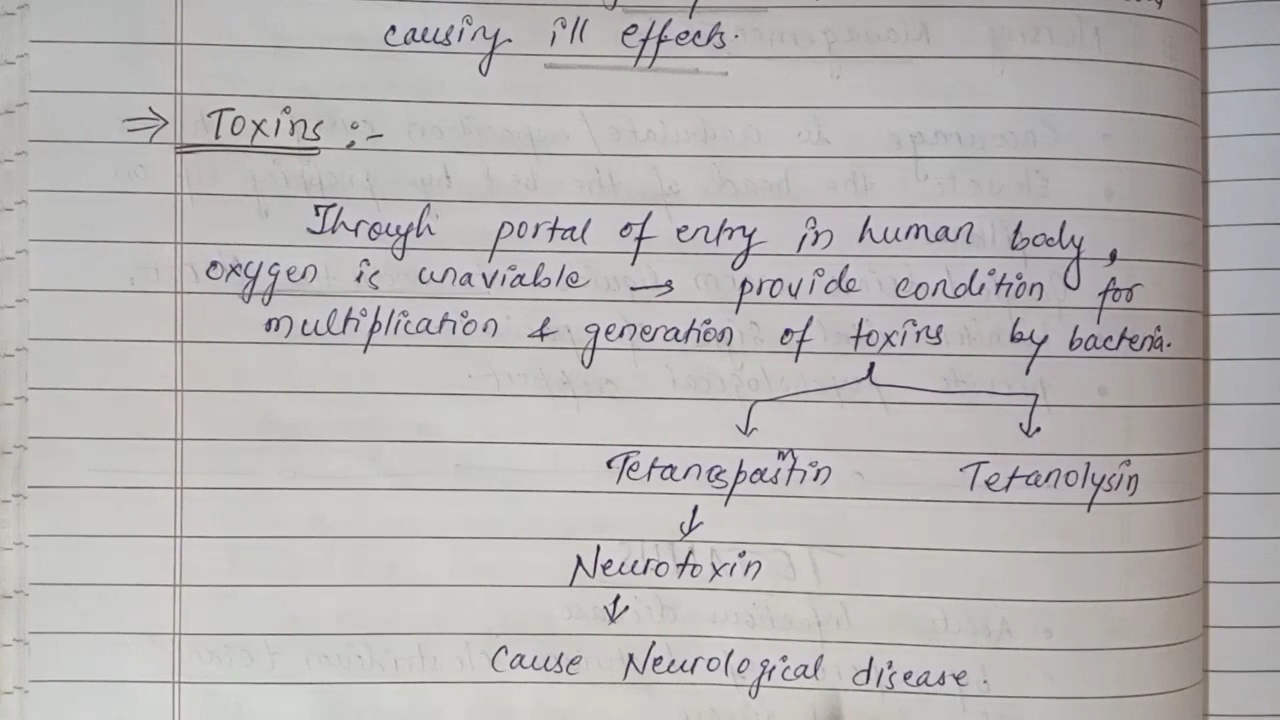 causing ill effects.
⇒ Toxins :-
Through portal of entry in human body,
oxygen is unaviable → provide condition for
multiplication & generation of toxins by bacteria.
Tetanospasmin Tetanolysin
↓
Neurotoxin
↓
cause Neurological disease.